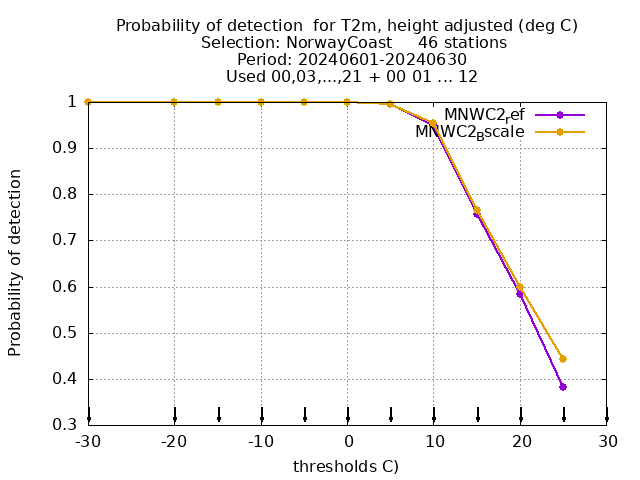 Probability of detection  for T2m, height adjusted (deg C)
Selection: NorwayCoast     46 stations
Period: 20240601-20240630
Used 00,03,...,21 + 00 01 ... 12
MNWC2_ref
MNWC2_Bscale
Probability of detection
1
0.9
0.8
0.7
0.6
0.5
0.4
0.3
-30 -20 -10 0 10 20 30
thresholds C)